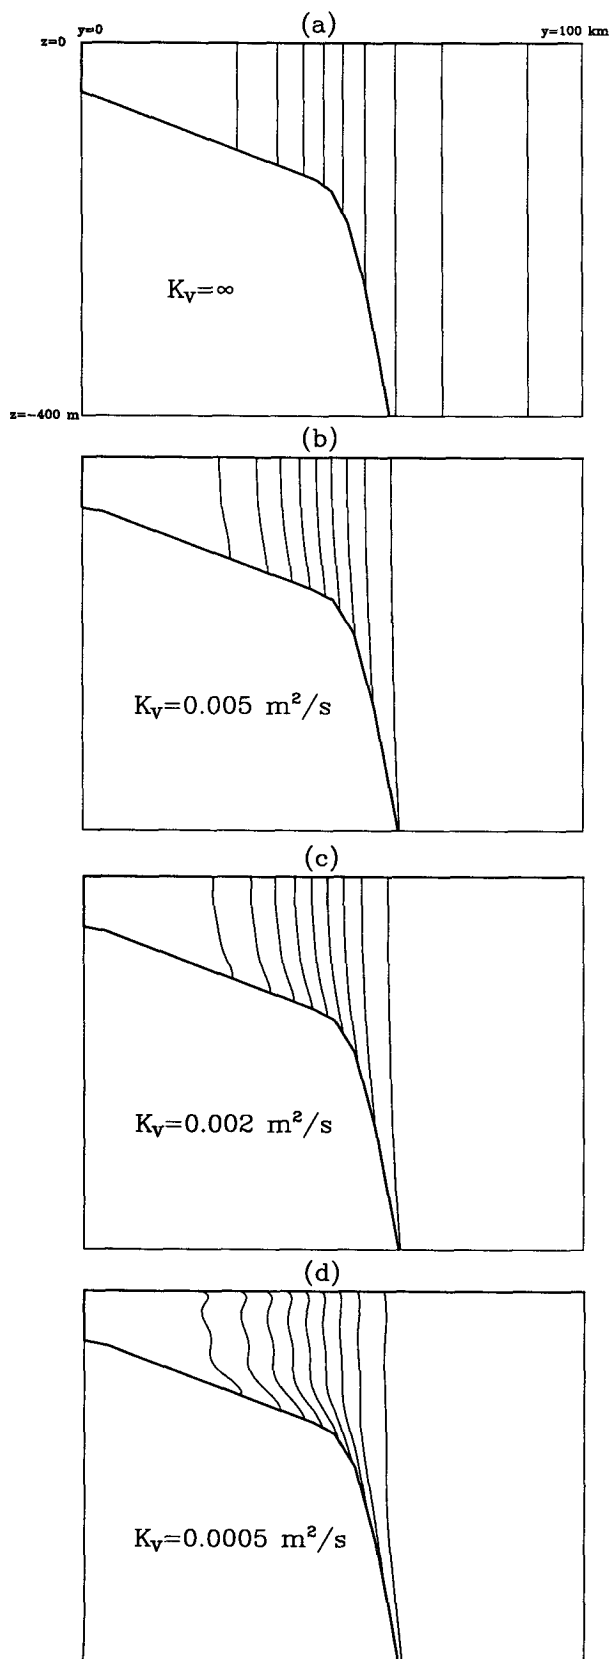 (a)
y=0
y=100 km
z=0
K_v=∞
z=-400 m
(b)
K_v=0.005 m²/s
(c)
K_v=0.002 m²/s
(d)
K_v=0.0005 m²/s